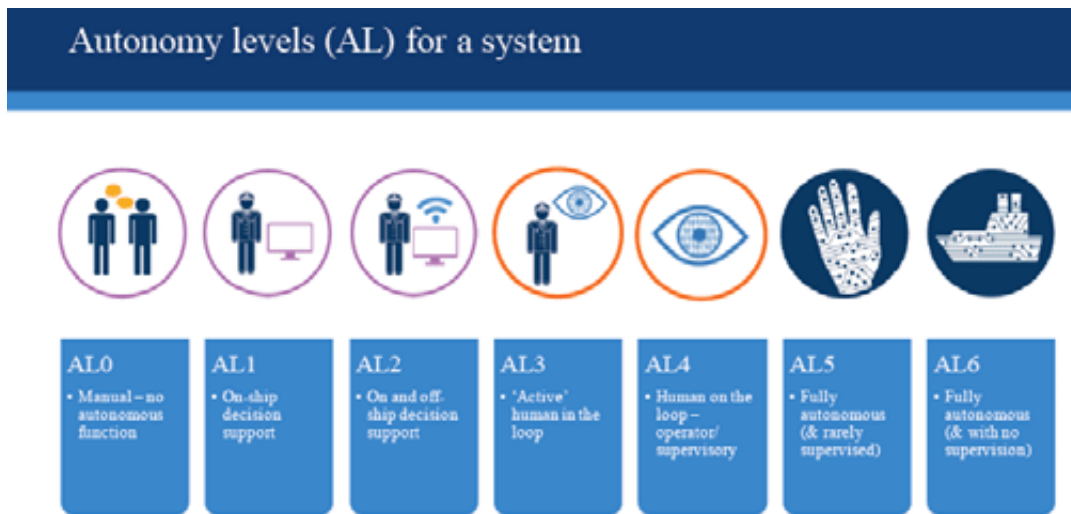 Autonomy levels (AL) for a system
AL0
• Manual – no
autonomous
function
AL1
• On-ship
decision
support
AL2
• On and off-
ship decision
support
AL3
• 'Active'
human in the
loop
AL4
• Human on the
loop –
operator/
supervisory
AL5
• Fully
autonomous
(& rarely
supervised)
AL6
• Fully
autonomous
(& with no
supervision)